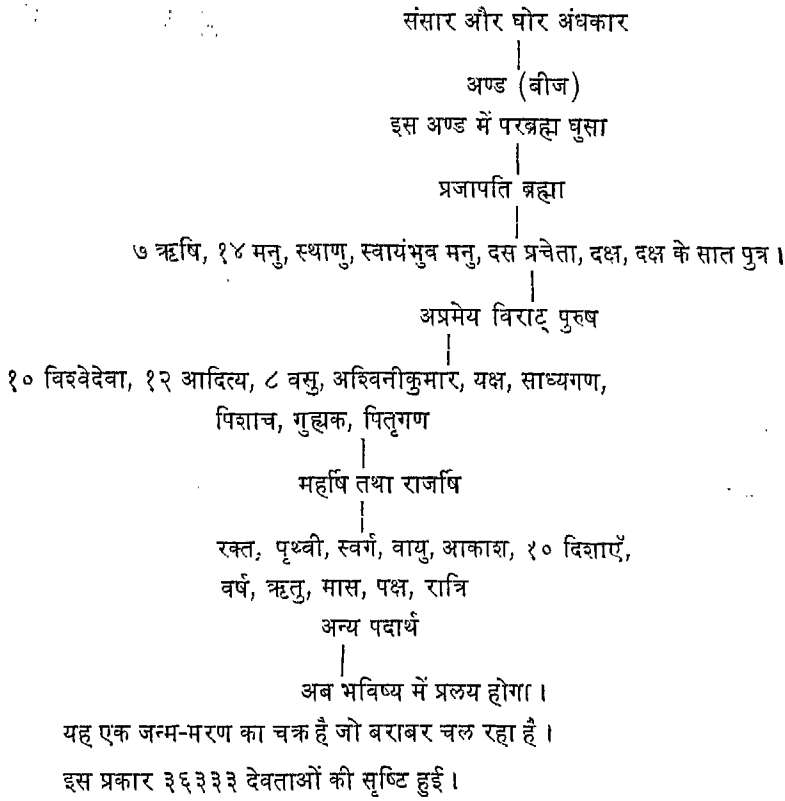 संसार और घोर अंधकार
अण्ड (बीज)
इस अण्ड में परब्रह्म घुसा
प्रजापति ब्रह्मा
७ ऋषि, १४ मनु, स्थाणु, स्वायंभुव मनु, दस प्रचेता, दक्ष, दक्ष के सात पुत्र।
अप्रमेय विराट् पुरुष
१० विश्वेदेवा, १२ आदित्य, ८ वसु, अश्विनीकुमार, यक्ष, साध्यगण,
पिशाच, गुह्यक, पितृगण
महर्षि तथा राजर्षि
रक्त, पृथ्वी, स्वर्ग, वायु, आकाश, १० दिशाएँ,
वर्ष, ऋतु, मास, पक्ष, रात्रि
अन्य पदार्थ
अब भविष्य में प्रलय होगा।
यह एक जन्म-मरण का चक्र है जो बराबर चल रहा है।
इस प्रकार ३६३३३ देवताओं की सृष्टि हुई।